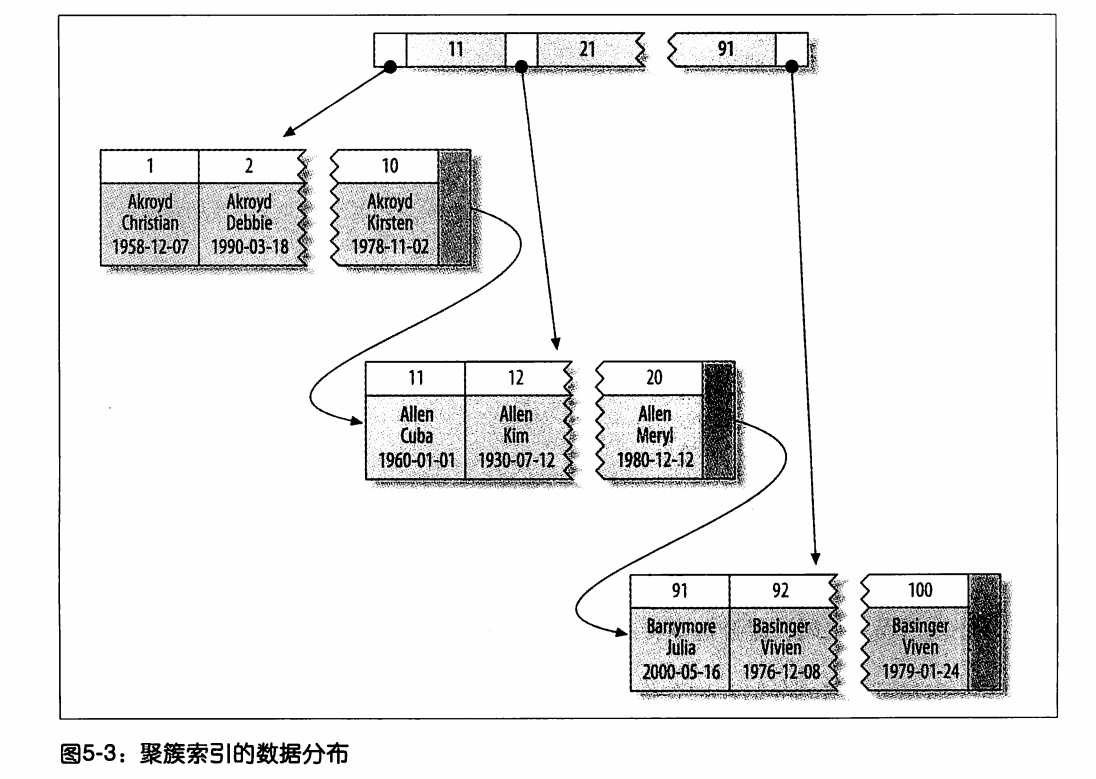 11 21 91
1 2 10
Akroyd Akroyd Akroyd
Christian Debbie Kirsten
1958-12-07 1990-03-18 1978-11-02
11 12 20
Allen Allen Allen
Cuba Kim Meryl
1960-01-01 1930-07-12 1980-12-12
91 92 100
Barrymore Basinger Basinger
Julia Vivien Viven
2000-05-16 1976-12-08 1979-01-24
图5-3：聚簇索引的数据分布